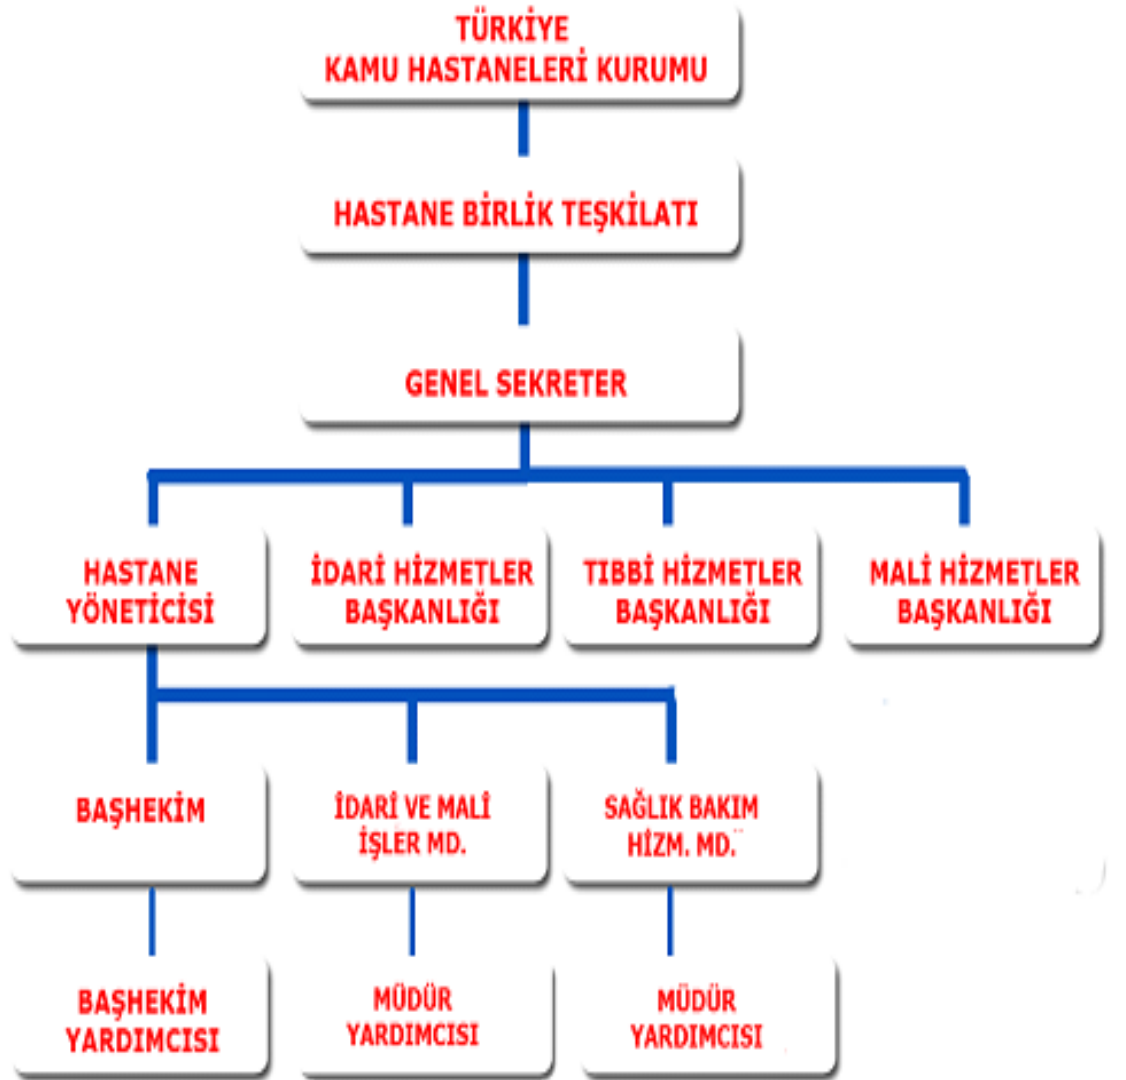 TÜRKİYE
KAMU HASTANELERİ KURUMU
HASTANE BİRLİK TEŞKİLATI
GENEL SEKRETER
HASTANE
YÖNETİCİSİ
İDARİ HİZMETLER
BAŞKANLIĞI
TIBBİ HİZMETLER
BAŞKANLIĞI
MALİ HİZMETLER
BAŞKANLIĞI
BAŞHEKİM
İDARİ VE MALİ
İŞLER MD.
SAĞLIK BAKIM
HİZM. MD.
BAŞHEKİM
YARDIMCISI
MÜDÜR
YARDIMCISI
MÜDÜR
YARDIMCISI